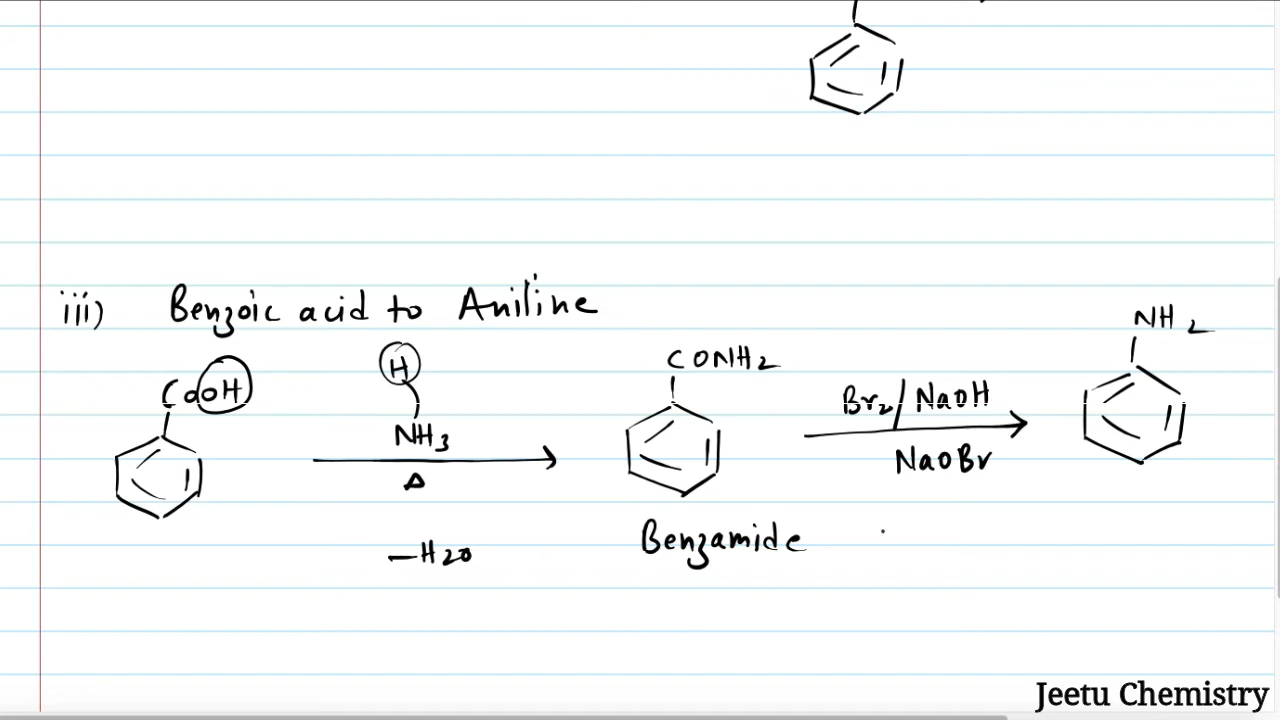 iii) Benzoic acid to Aniline
NH2
COOH
H
CONH2
Br2/NaOH
NH3
NaOBr
Δ
Benzamide
-H2O
Jeetu Chemistry